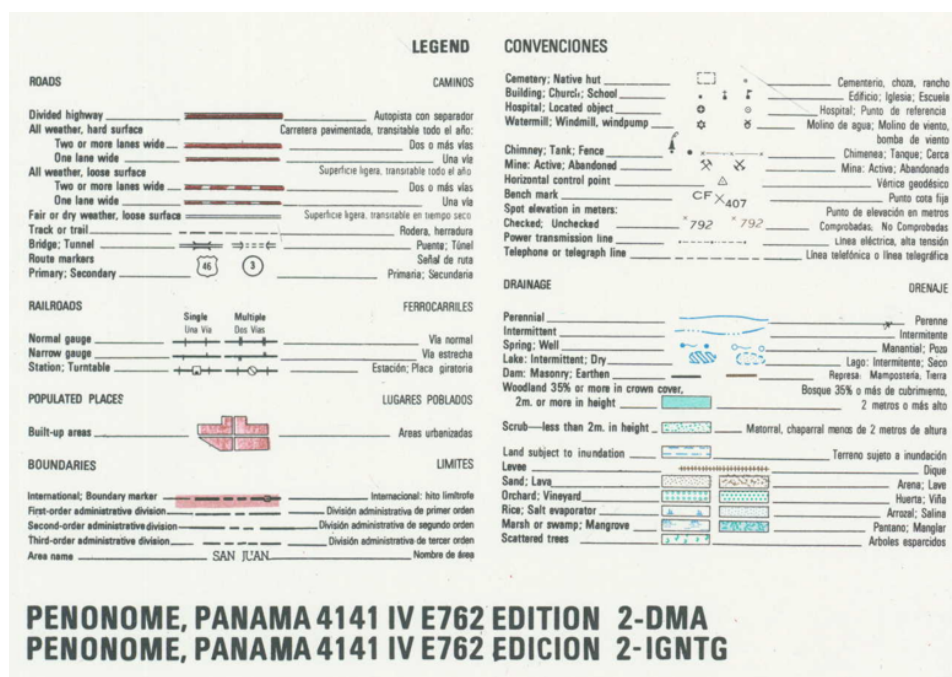 LEGEND
ROADS CAMINOS
Divided highway Autopista con separador
All weather, hard surface Carretera pavimentada, transitable todo el año:
Two or more lanes wide Dos o más vías
One lane wide Una vía
All weather, loose surface Superficie ligera, transitable todo el año
Two or more lanes wide Dos o más vías
One lane wide Una vía
Fair or dry weather, loose surface Superficie ligera, transitable en tiempo seco
Track or trail Rodera, herradura
Bridge; Tunnel Puente; Túnel
Route markers Señal de ruta
Primary; Secondary 46 3 Primaria; Secundaria
RAILROADS FERROCARRILES
Single Multiple
Una Vía Dos Vías
Normal gauge Vía normal
Narrow gauge Vía estrecha
Station; Turntable Estación; Placa giratoria
POPULATED PLACES LUGARES POBLADOS
Built-up areas Areas urbanizadas
BOUNDARIES LIMITES
International; Boundary marker Internacional: hito limítrofe
First-order administrative division División administrativa de primer orden
Second-order administrative division División administrativa de segundo orden
Third-order administrative division División administrativa de tercer orden
Area name SAN JUAN Nombre de área
CONVENCIONES
Cemetery; Native hut Cementerio, choza, rancho
Building; Church; School Edificio; Iglesia; Escuela
Hospital; Located object Hospital; Punto de referencia
Watermill; Windmill, windpump Molino de agua; Molino de viento,
bomba de viento
Chimney; Tank; Fence Chimenea; Tanque; Cerca
Mine: Active; Abandoned Mina: Activa; Abandonada
Horizontal control point Vértice geodésico
Bench mark CF X 407 Punto cota fija
Spot elevation in meters: Punto de elevación en metros
Checked; Unchecked x 792 x 792 Comprobadas, No Comprobadas
Power transmission line Línea eléctrica, alta tensión
Telephone or telegraph line Línea telefónica o línea telegráfica
DRAINAGE DRENAJE
Perennial Perenne
Intermittent Intermitente
Spring; Well Manantial; Pozo
Lake: Intermittent; Dry Lago: Intermitente; Seco
Dam: Masonry; Earthen Represa: Mampostería, Tierra
Woodland 35% or more in crown cover, Bosque 35% o más de cubrimiento,
2m. or more in height 2 metros o más alto
Scrub—less than 2m. in height Matorral, chaparral menos de 2 metros de altura
Land subject to inundation Terreno sujeto a inundación
Levee Dique
Sand; Lava Arena; Lave
Orchard; Vineyard Huerta; Viña
Rice; Salt evaporator Arrozal; Salina
Marsh or swamp; Mangrove Pantano; Manglar
Scattered trees Arboles esparcidos
PENONOME, PANAMA 4141 IV E762 EDITION 2-DMA
PENONOME, PANAMA 4141 IV E762 EDICION 2-IGNTG